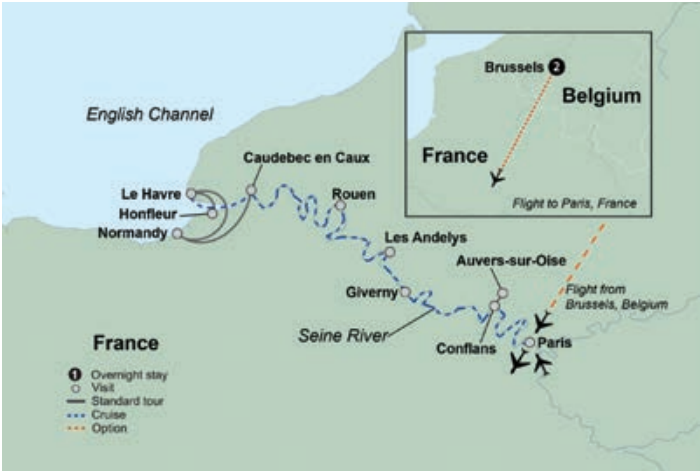 English Channel
Caudebec en Caux
Le Havre
Honfleur
Normandy
Rouen
Les Andelys
Auvers-sur-Oise
Giverny
Seine River
Conflans
Paris
Flight from
Brussels, Belgium
Brussels 2
Belgium
France
Flight to Paris, France
France
1 Overnight stay
Visit
Standard tour
Cruise
Option